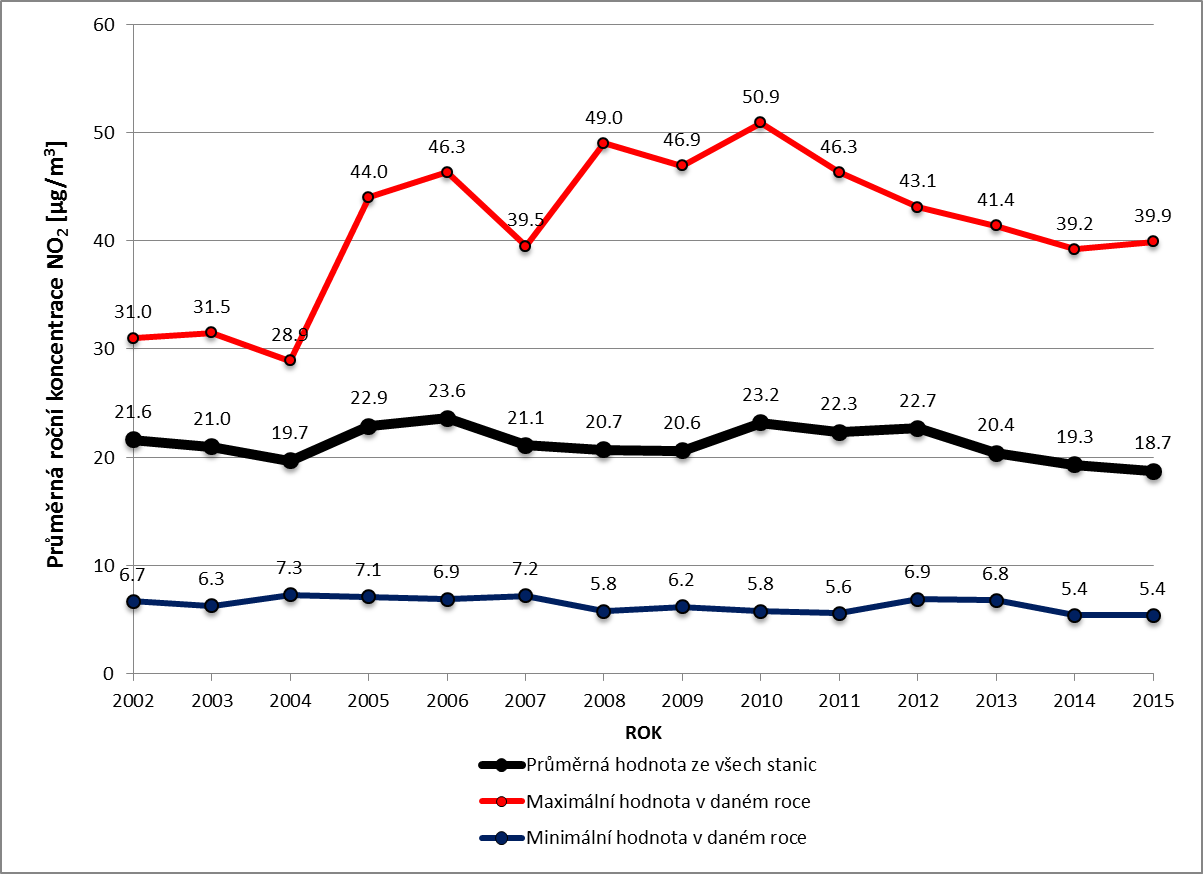 Průměrná roční koncentrace NO₂ [µg/m³]
60
50
40
30
20
10
0
31.0 31.5 28.9 44.0 46.3 39.5 49.0 46.9 50.9 46.3 43.1 41.4 39.2 39.9
21.6 21.0 19.7 22.9 23.6 21.1 20.7 20.6 23.2 22.3 22.7 20.4 19.3 18.7
6.7 6.3 7.3 7.1 6.9 7.2 5.8 6.2 5.8 5.6 6.9 6.8 5.4 5.4
2002 2003 2004 2005 2006 2007 2008 2009 2010 2011 2012 2013 2014 2015
ROK
Průměrná hodnota ze všech stanic
Maximální hodnota v daném roce
Minimální hodnota v daném roce